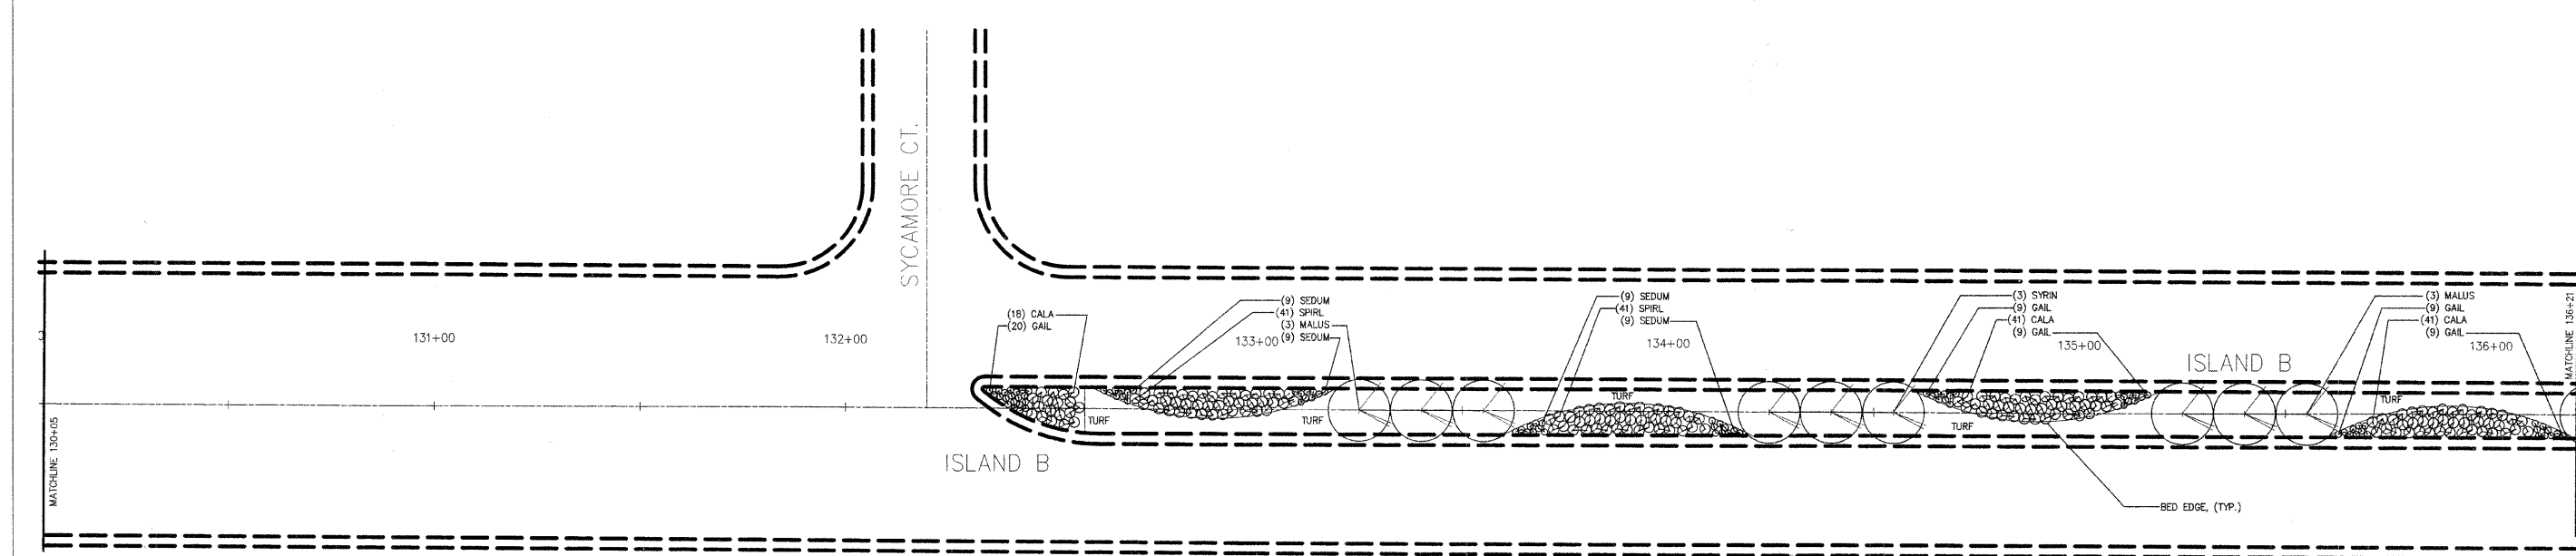 SYCAMORE CT.
MATCHLINE 130+05
131+00
132+00
(18) CALA
(20) GAIL
TURF
ISLAND B
(9) SEDUM
(41) SPIRL
(3) MALUS
133+00
(9) SEDUM
TURF
(9) SEDUM
(41) SPIRL
(9) SEDUM
134+00
TURF
(3) SYRIN
(9) GAIL
(41) CALA
(9) GAIL
135+00
TURF
BED EDGE, (TYP.)
ISLAND B
(3) MALUS
(9) GAIL
(41) CALA
(9) GAIL
136+00
TURF
MATCHLINE 136+21